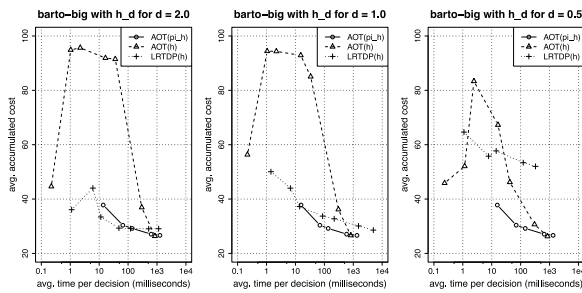 barto-big with h_d for d = 2.0
barto-big with h_d for d = 1.0
barto-big with h_d for d = 0.5
AOT(pi_h)
AOT(h)
LRTDP(h)
AOT(pi_h)
AOT(h)
LRTDP(h)
AOT(pi_h)
AOT(h)
LRTDP(h)
avg. accumulated cost
100
80
60
40
20
avg. accumulated cost
100
80
60
40
20
avg. accumulated cost
100
80
60
40
20
0.1 1 10 100 1e3 1e4
0.1 1 10 100 1e3 1e4
0.1 1 10 100 1e3 1e4
avg. time per decision (milliseconds)
avg. time per decision (milliseconds)
avg. time per decision (milliseconds)